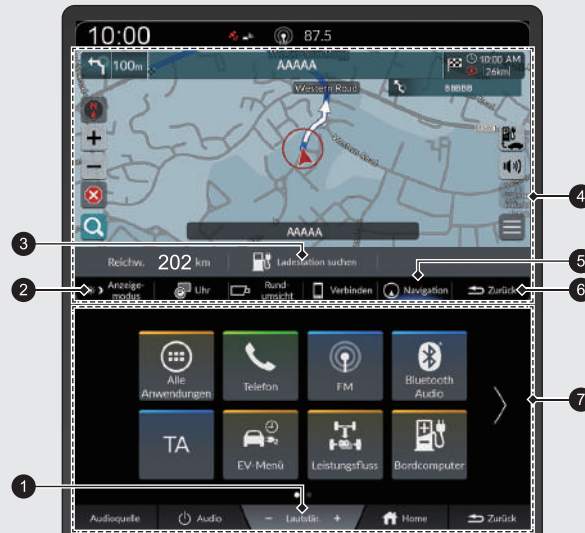 10:00
87.5
100m
AAAAA
10:00 AM
26km
BBBBB
Western Road
Western Road
N
AAAAA
4
3
Reichw. 202 km
Ladestation suchen
5
2
Anzeige-
modus
Uhr
Rund-
umsicht
Verbinden
Navigation
Zurück
6
Alle
Anwendungen
Telefon
FM
Bluetooth
Audio
7
TA
EV-Menü
Leistungsfluss
Bordcomputer
1
Audioquelle
Audio
− Lautstär. +
Home
Zurück